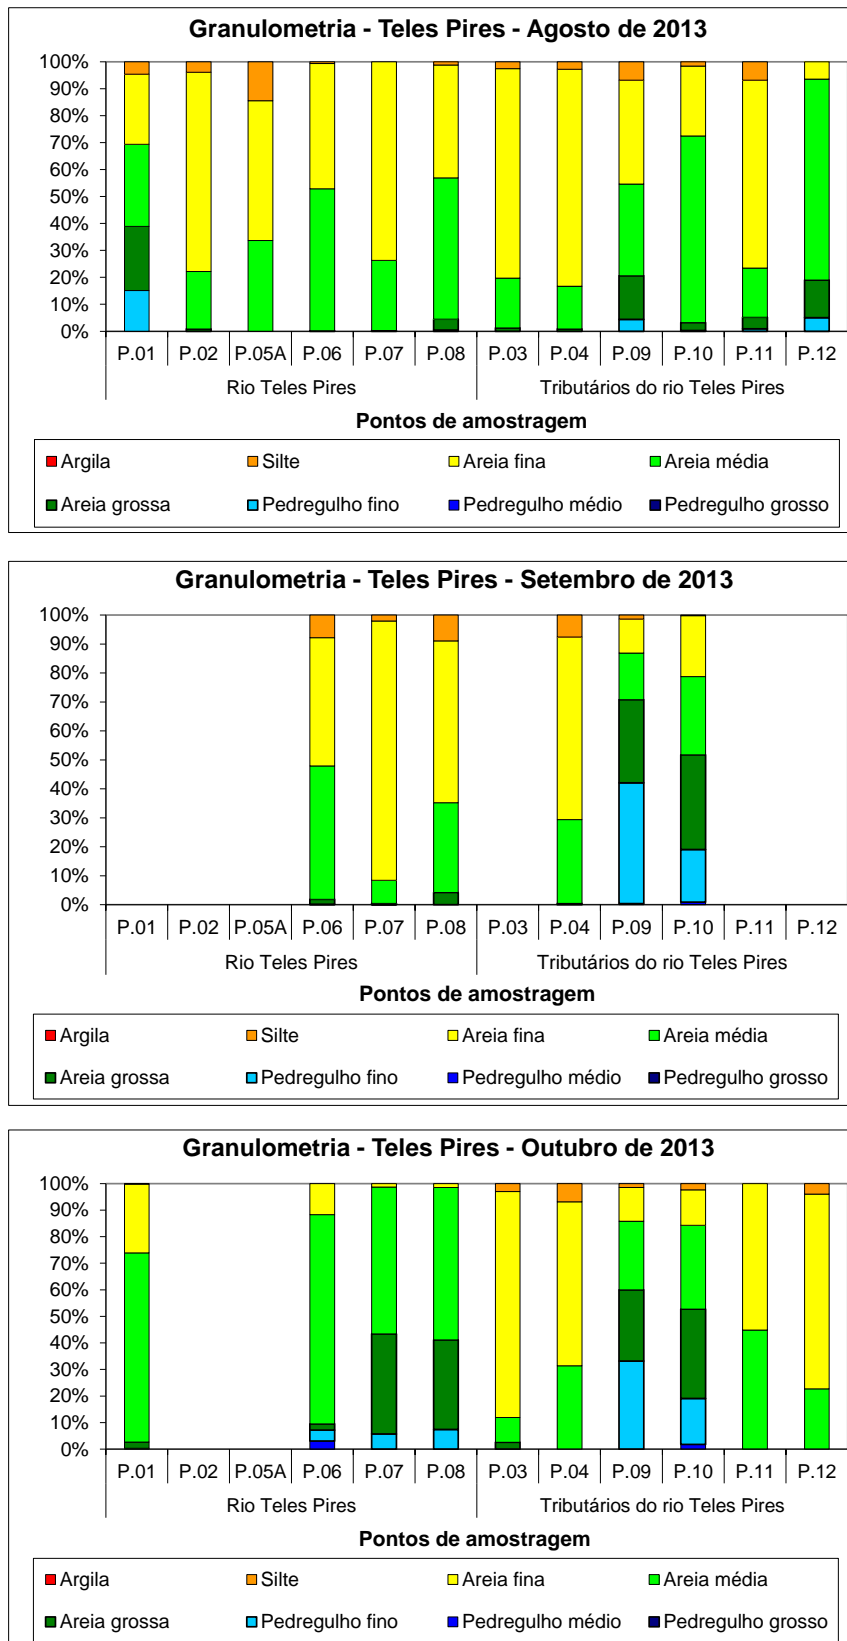 Granulometria - Teles Pires - Agosto de 2013
100%
90%
80%
70%
60%
50%
40%
30%
20%
10%
0%
P.01 P.02 P.05A P.06 P.07 P.08 P.03 P.04 P.09 P.10 P.11 P.12
Rio Teles Pires Tributários do rio Teles Pires
Pontos de amostragem
Argila Silte Areia fina Areia média
Areia grossa Pedregulho fino Pedregulho médio Pedregulho grosso
Granulometria - Teles Pires - Setembro de 2013
100%
90%
80%
70%
60%
50%
40%
30%
20%
10%
0%
P.01 P.02 P.05A P.06 P.07 P.08 P.03 P.04 P.09 P.10 P.11 P.12
Rio Teles Pires Tributários do rio Teles Pires
Pontos de amostragem
Argila Silte Areia fina Areia média
Areia grossa Pedregulho fino Pedregulho médio Pedregulho grosso
Granulometria - Teles Pires - Outubro de 2013
100%
90%
80%
70%
60%
50%
40%
30%
20%
10%
0%
P.01 P.02 P.05A P.06 P.07 P.08 P.03 P.04 P.09 P.10 P.11 P.12
Rio Teles Pires Tributários do rio Teles Pires
Pontos de amostragem
Argila Silte Areia fina Areia média
Areia grossa Pedregulho fino Pedregulho médio Pedregulho grosso